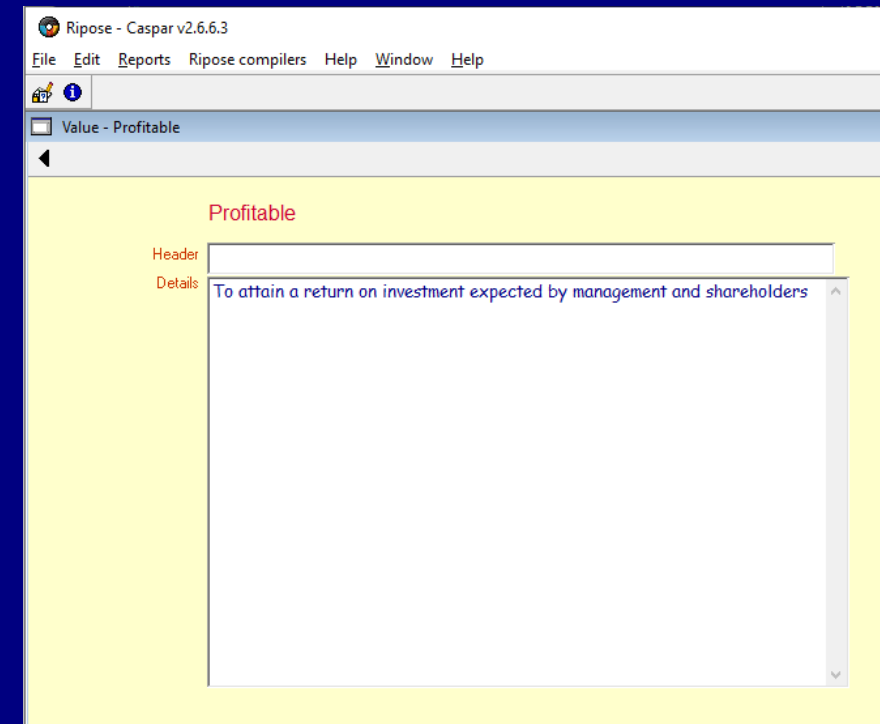 Ripose - Caspar v2.6.6.3
File Edit Reports Ripose compilers Help Window Help
Value - Profitable
Profitable
Header
Details
To attain a return on investment expected by management and shareholders